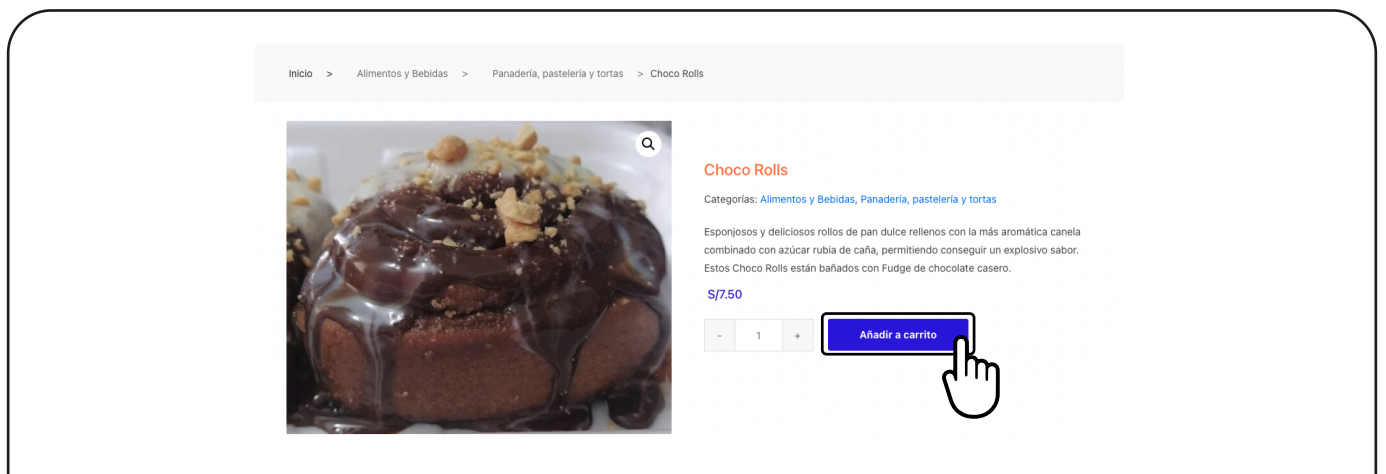 Inicio > Alimentos y Bebidas > Panadería, pastelería y tortas > Choco Rolls
Choco Rolls
Categorías: Alimentos y Bebidas, Panadería, pastelería y tortas
Esponjosos y deliciosos rollos de pan dulce rellenos con la más aromática canela
combinado con azúcar rubia de caña, permitiendo conseguir un explosivo sabor.
Estos Choco Rolls están bañados con Fudge de chocolate casero.
S/7.50
- 1 + Añadir a carrito